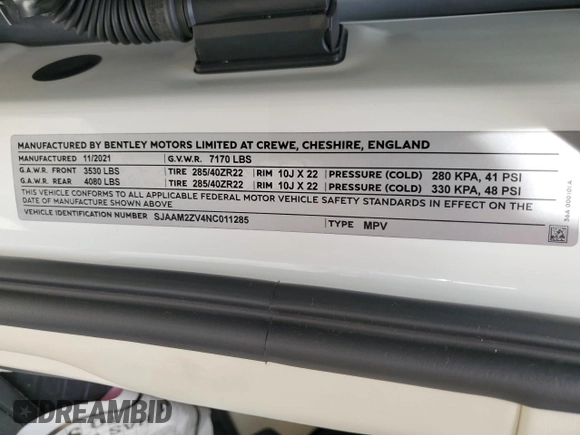 MANUFACTURED BY BENTLEY MOTORS LIMITED AT CREWE, CHESHIRE, ENGLAND
MANUFACTURED 11/2021 G.V.W.R. 7170 LBS
G.A.W.R. FRONT 3530 LBS TIRE 285/40ZR22 RIM 10J X 22 PRESSURE (COLD) 280 KPA, 41 PSI
G.A.W.R. REAR 4080 LBS TIRE 285/40ZR22 RIM 10J X 22 PRESSURE (COLD) 330 KPA, 48 PSI
THIS VEHICLE CONFORMS TO ALL APPLICABLE FEDERAL MOTOR VEHICLE SAFETY STANDARDS IN EFFECT ON THE
DATE OF MANUFACTURE SHOWN ABOVE
VEHICLE IDENTIFICATION NUMBER SJAAM2ZV4NC011285 TYPE MPV
36A 000101A
DREAMBID